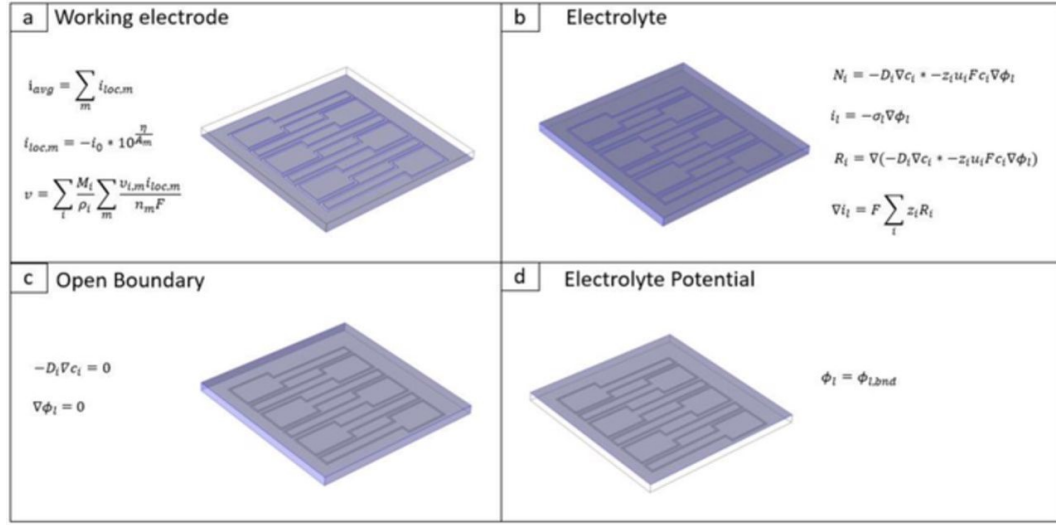 a Working electrode
i_avg = ∑_m i_loc,m
i_loc,m = −i_0 * 10^(η/A_m)
v = ∑_i M_i/ρ_i ∑_m v_i,m i_loc,m / n_m F
b Electrolyte
N_i = −D_i∇c_i * −z_i u_i F c_i ∇ϕ_l
i_l = −σ_l∇ϕ_l
R_i = ∇(−D_i∇c_i * −z_i u_i F c_i ∇ϕ_l)
∇i_l = F ∑_i z_i R_i
c Open Boundary
−D_i∇c_i = 0
∇ϕ_l = 0
d Electrolyte Potential
ϕ_l = ϕ_l,bnd